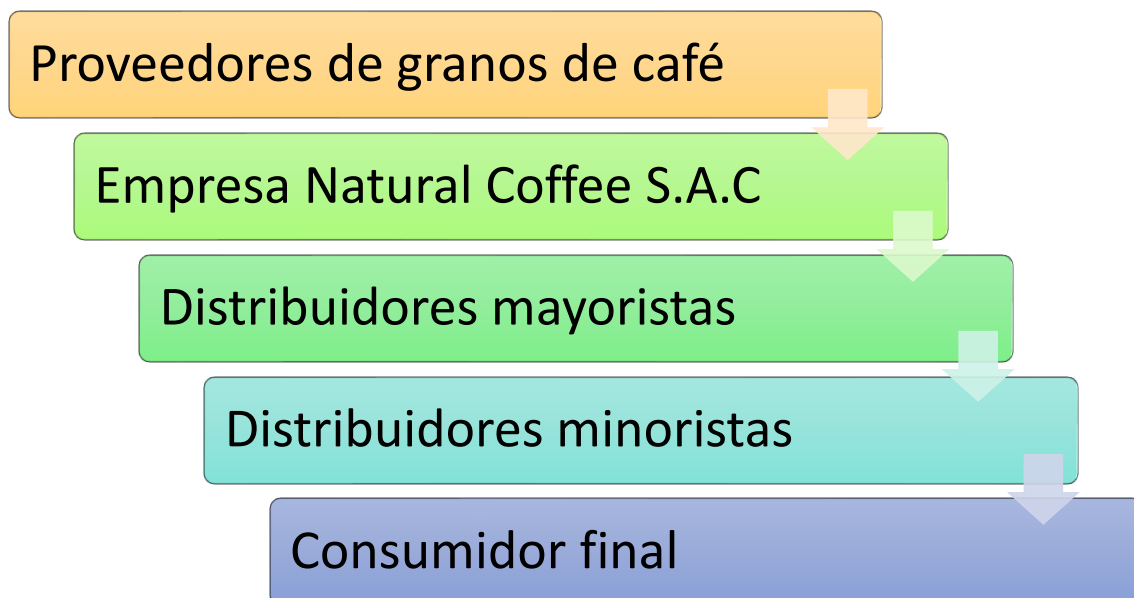 Proveedores de granos de café
Empresa Natural Coffee S.A.C
Distribuidores mayoristas
Distribuidores minoristas
Consumidor final